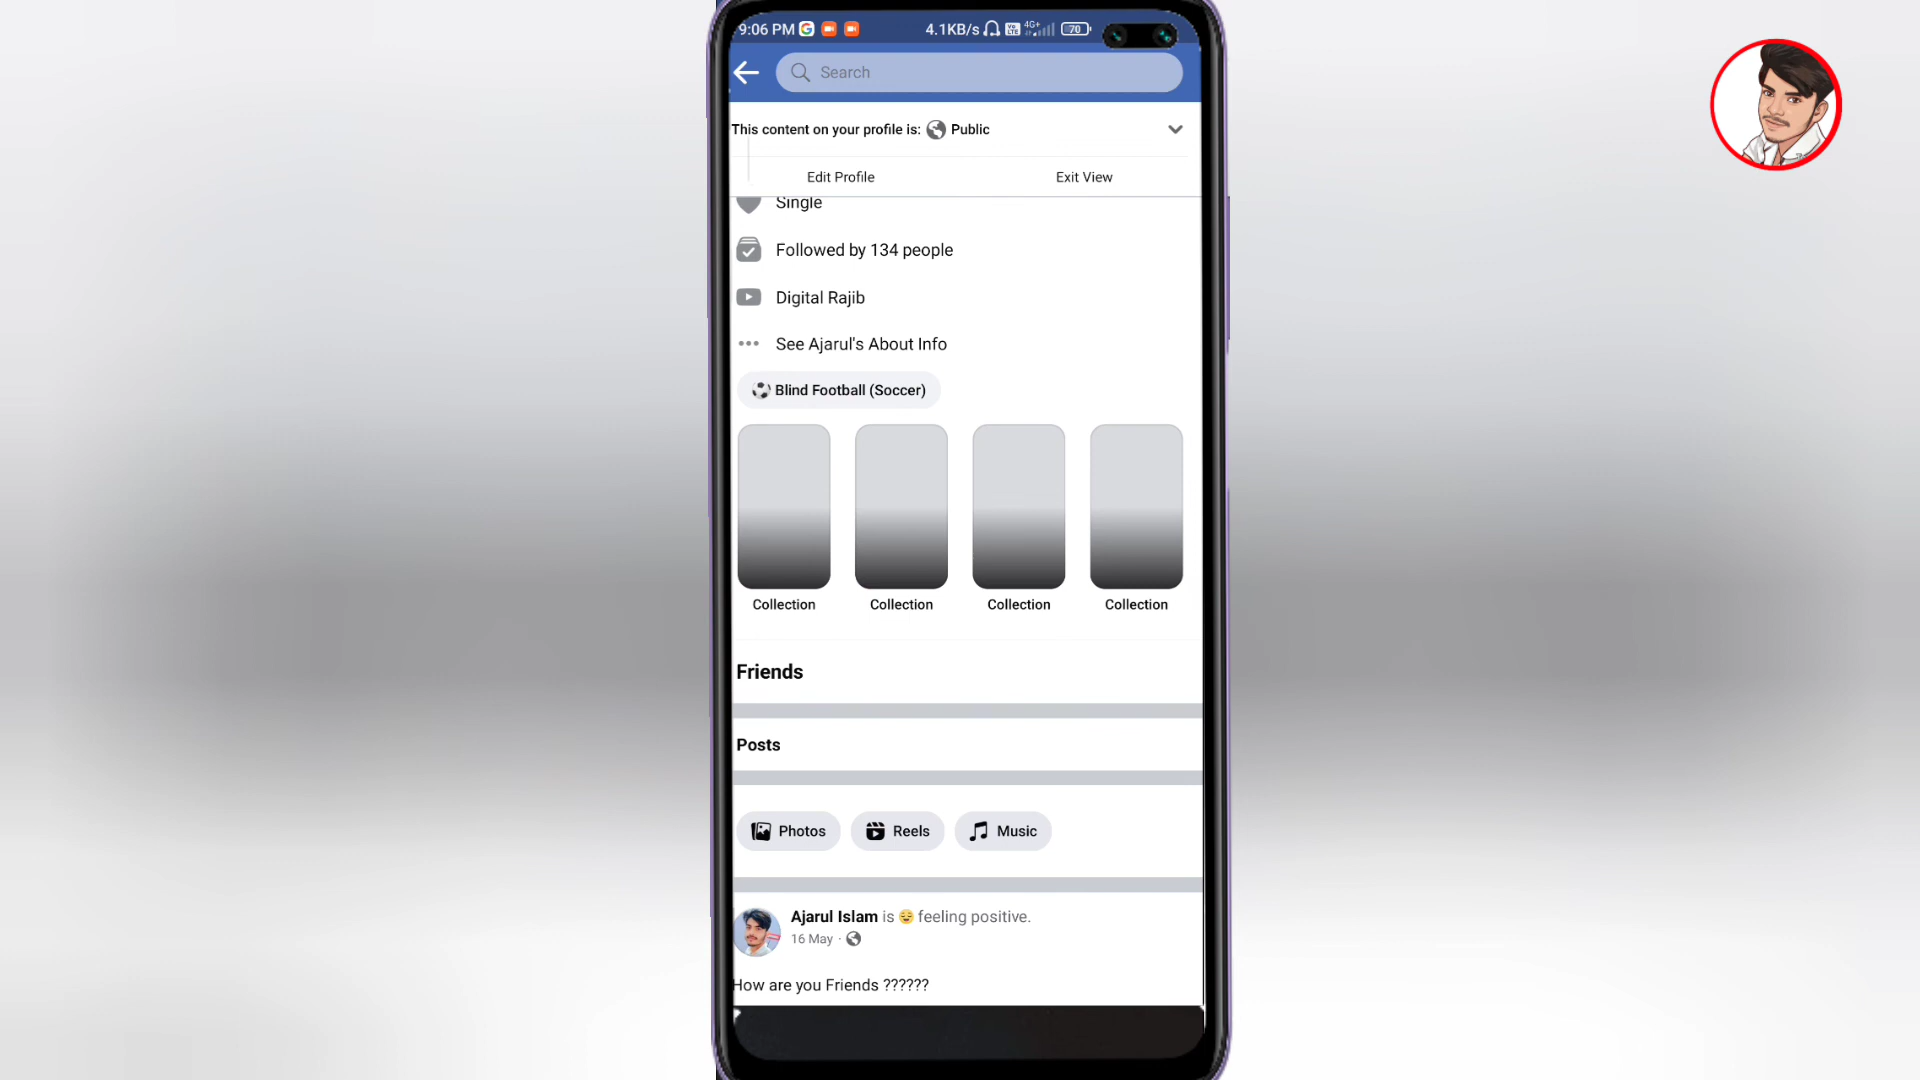 9:06 PM 4.1KB/s 4G+ 70
Search
This content on your profile is: Public
Edit Profile Exit View
Single
Followed by 134 people
Digital Rajib
See Ajarul's About Info
Blind Football (Soccer)
Collection Collection Collection Collection
Friends
Posts
Photos Reels Music
Ajarul Islam is feeling positive.
16 May ·
How are you Friends ??????